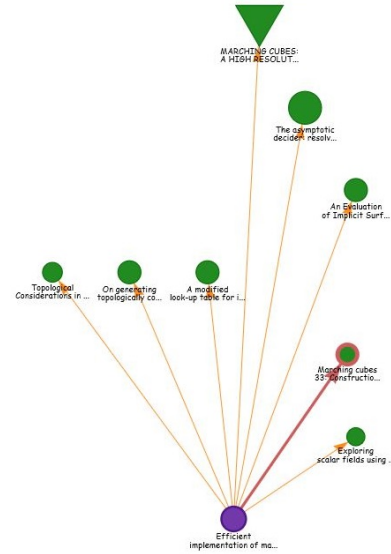 MARCHING CUBES:
A HIGH RESOLUT...
The asymptotic
decider: resolv...
An Evaluation
of Implicit Surf...
Topological
Considerations in ...
On generating
topologically co...
A modified
look-up table for i...
Marching cubes
33: Constructio...
Exploring
scalar fields using ...
Efficient
implementation of ma...